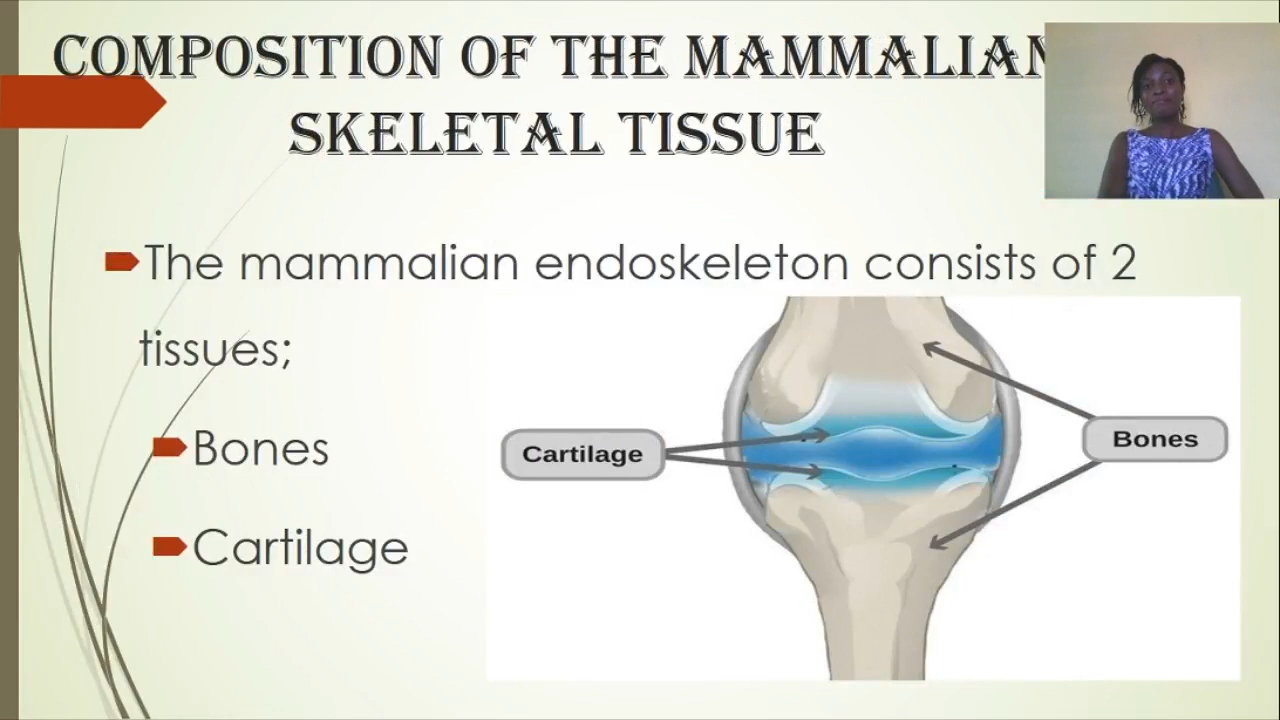 COMPOSITION OF THE MAMMALIAN
SKELETAL TISSUE
The mammalian endoskeleton consists of 2
tissues;
Bones
Cartilage
Cartilage
Bones